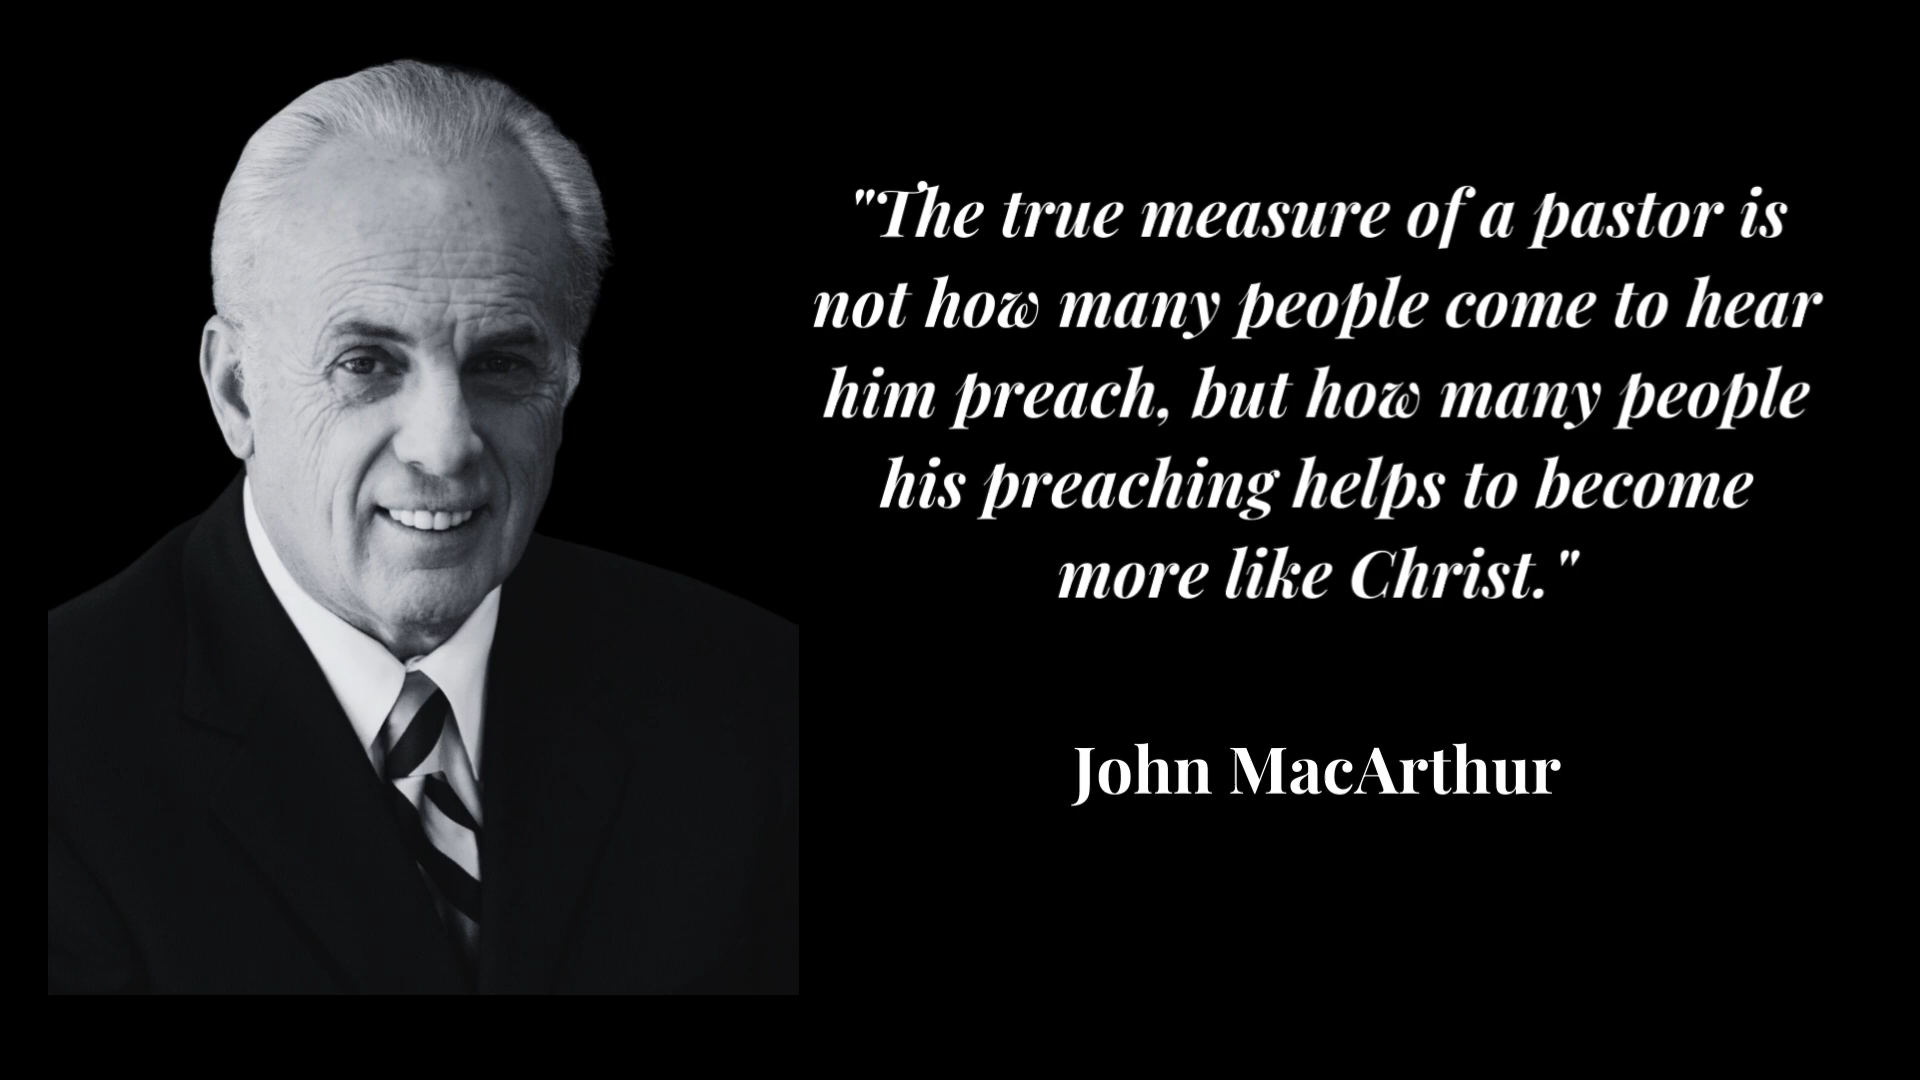 "The true measure of a pastor is
not how many people come to hear
him preach, but how many people
his preaching helps to become
more like Christ."
John MacArthur